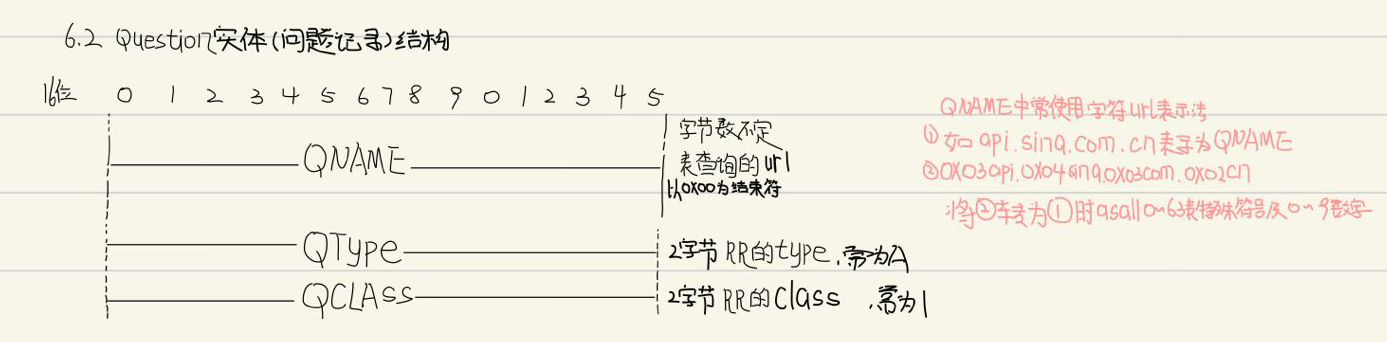 6.2 Question实体(问题记录)结构
16位 0 1 2 3 4 5 6 7 8 9 0 1 2 3 4 5
QNAME
字节数不定
表查询的url
以0x00为结束符
QType
2字节 RR的type,常为A
QCLASS
2字节 RR的Class ,常为1
QNAME中常使用字符url表示法
① 如api.sina.com.cn表示为QNAME
②0X03api.0X04sina.0x03com.0x02cn
将②转为①时asall0~63表特殊符号及0~9数字